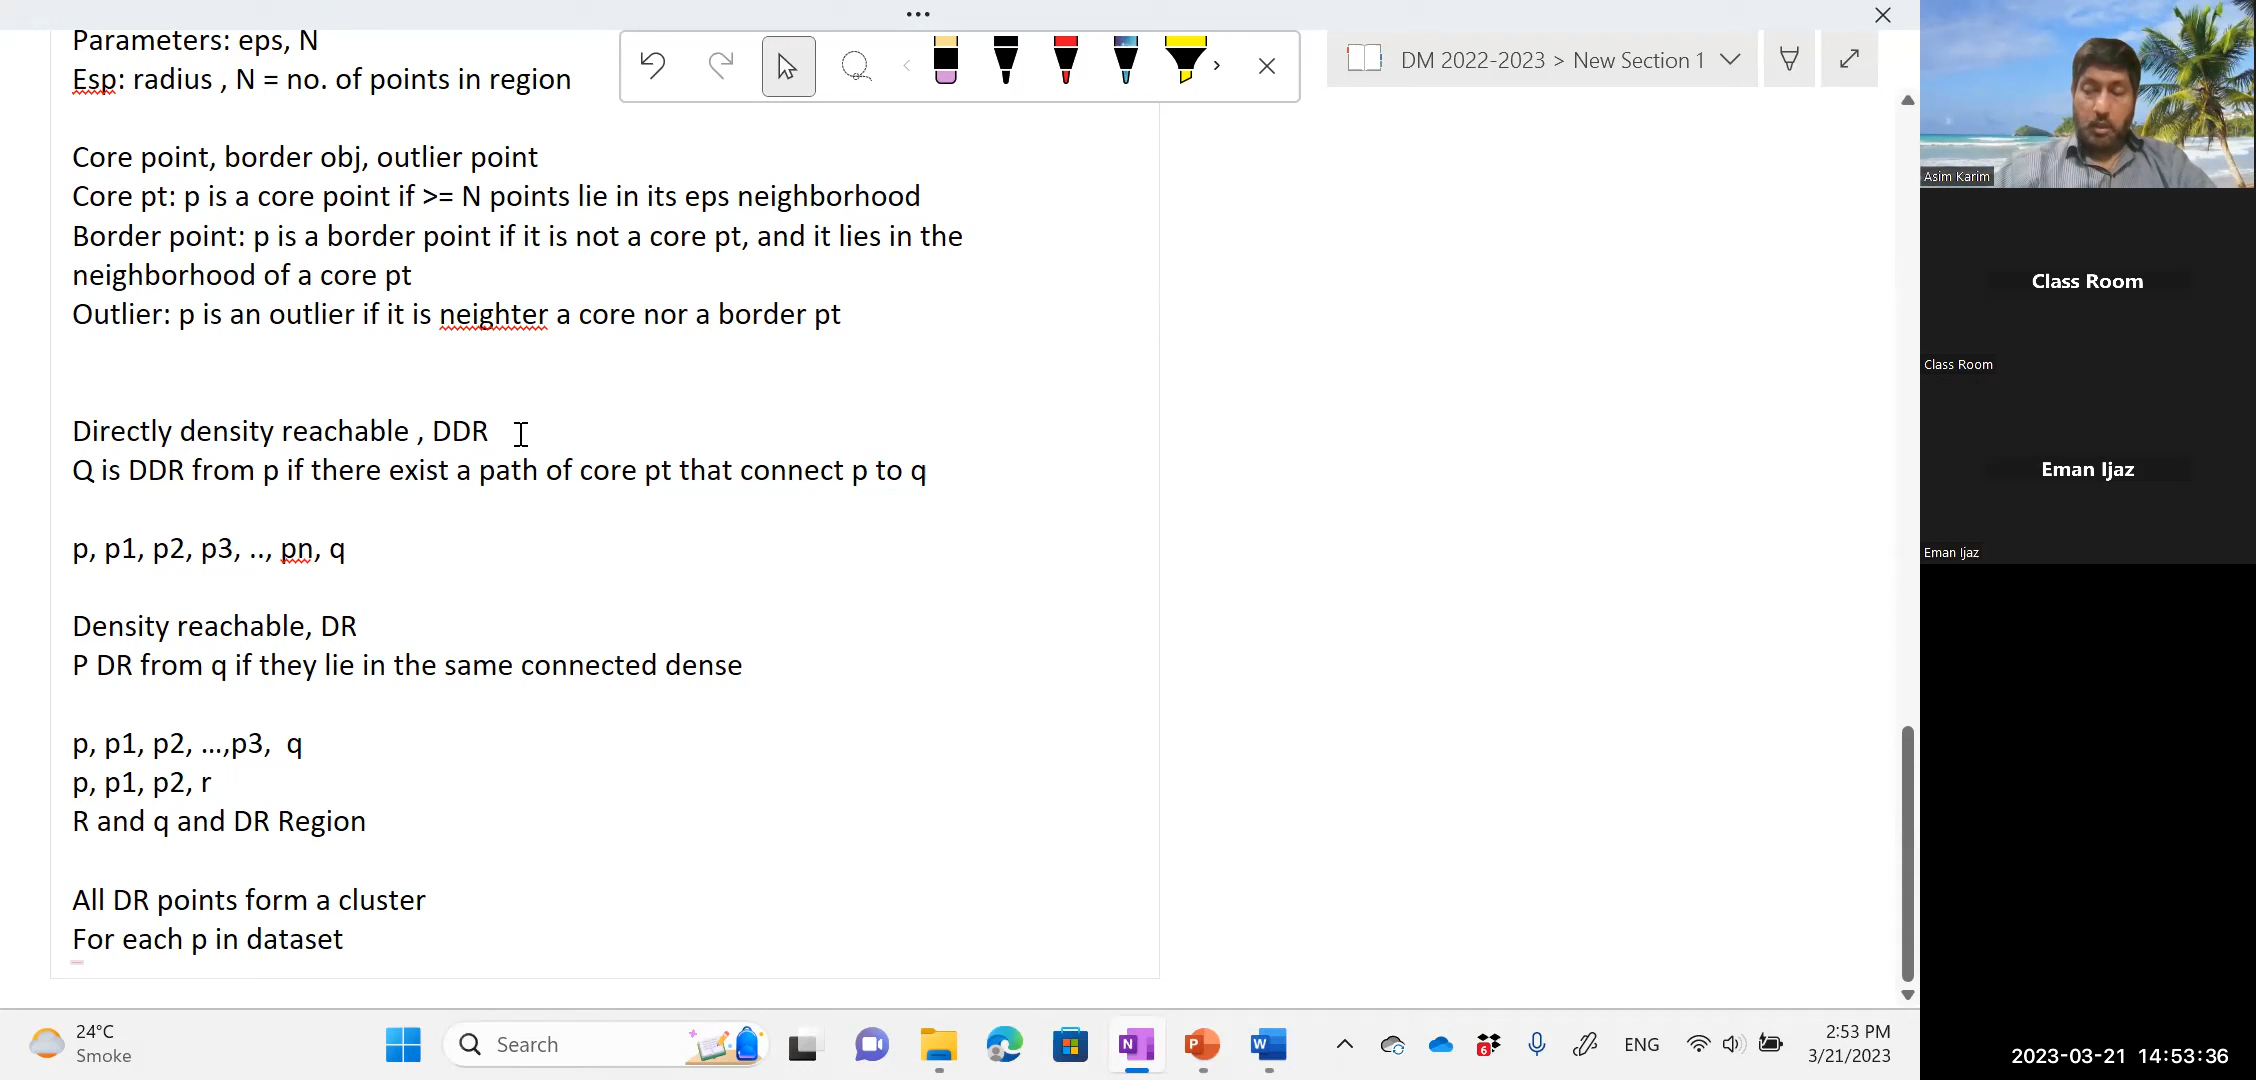 Parameters: eps, N
Esp: radius , N = no. of points in region
DM 2022-2023 > New Section 1
Core point, border obj, outlier point
Core pt: p is a core point if >= N points lie in its eps neighborhood
Border point: p is a border point if it is not a core pt, and it lies in the
neighborhood of a core pt
Outlier: p is an outlier if it is neighter a core nor a border pt
Directly density reachable , DDR
Q is DDR from p if there exist a path of core pt that connect p to q
p, p1, p2, p3, .., pn, q
Density reachable, DR
P DR from q if they lie in the same connected dense
p, p1, p2, ...,p3,  q
p, p1, p2, r
R and q and DR Region
All DR points form a cluster
For each p in dataset
Asim Karim
Class Room
Class Room
Eman Ijaz
Eman Ijaz
24°C
Smoke
Search
N
P
W
6
ENG
2:53 PM
3/21/2023
2023-03-21 14:53:36